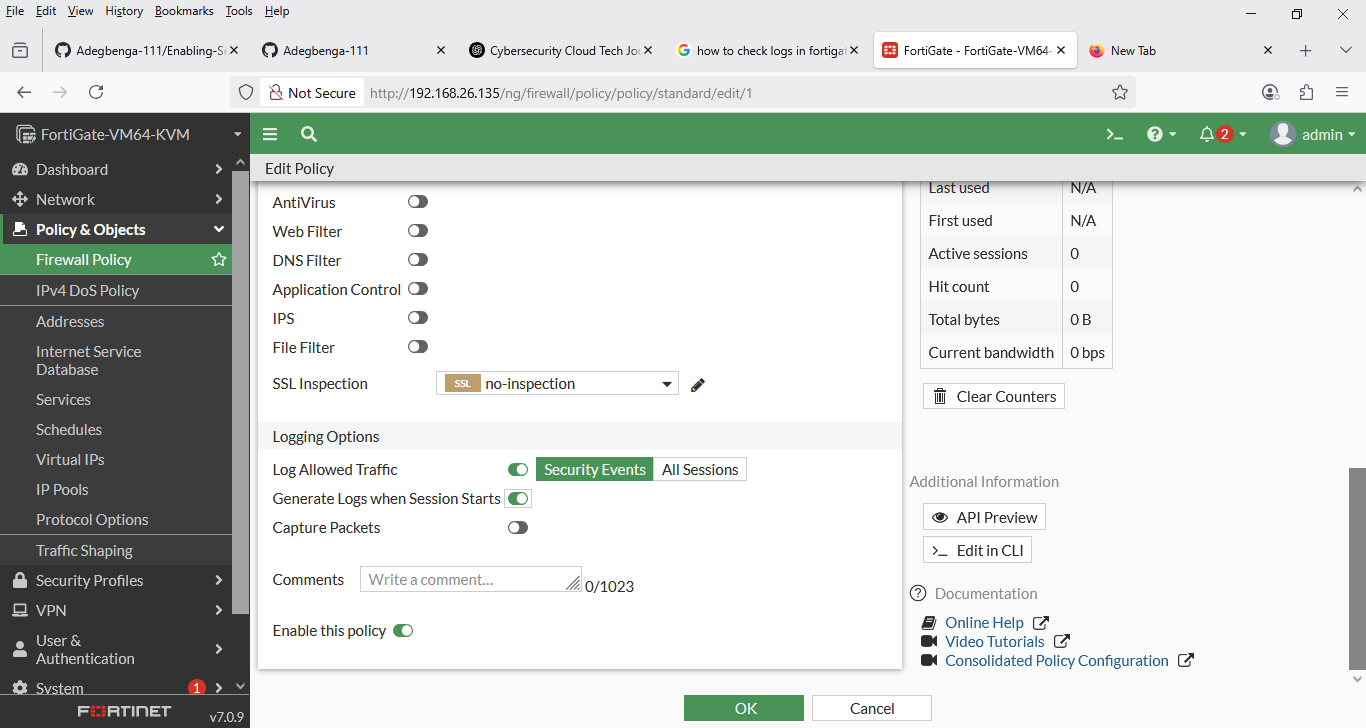 File Edit View History Bookmarks Tools Help
Adegbenga-111/Enabling-Se
Adegbenga-111
Cybersecurity Cloud Tech Jou
how to check logs in fortigat
FortiGate - FortiGate-VM64-
New Tab
Not Secure http://192.168.26.135/ng/firewall/policy/policy/standard/edit/1
FortiGate-VM64-KVM
2 admin
Dashboard
Network
Policy & Objects
Firewall Policy
IPv4 DoS Policy
Addresses
Internet Service
Database
Services
Schedules
Virtual IPs
IP Pools
Protocol Options
Traffic Shaping
Security Profiles
VPN
User &
Authentication
System 1
FORTINET v7.0.9
Edit Policy
AntiVirus
Web Filter
DNS Filter
Application Control
IPS
File Filter
SSL Inspection SSL no-inspection
Logging Options
Log Allowed Traffic Security Events All Sessions
Generate Logs when Session Starts
Capture Packets
Comments Write a comment... 0/1023
Enable this policy
Last used N/A
First used N/A
Active sessions 0
Hit count 0
Total bytes 0 B
Current bandwidth 0 bps
Clear Counters
Additional Information
API Preview
>_ Edit in CLI
Documentation
Online Help
Video Tutorials
Consolidated Policy Configuration
OK Cancel